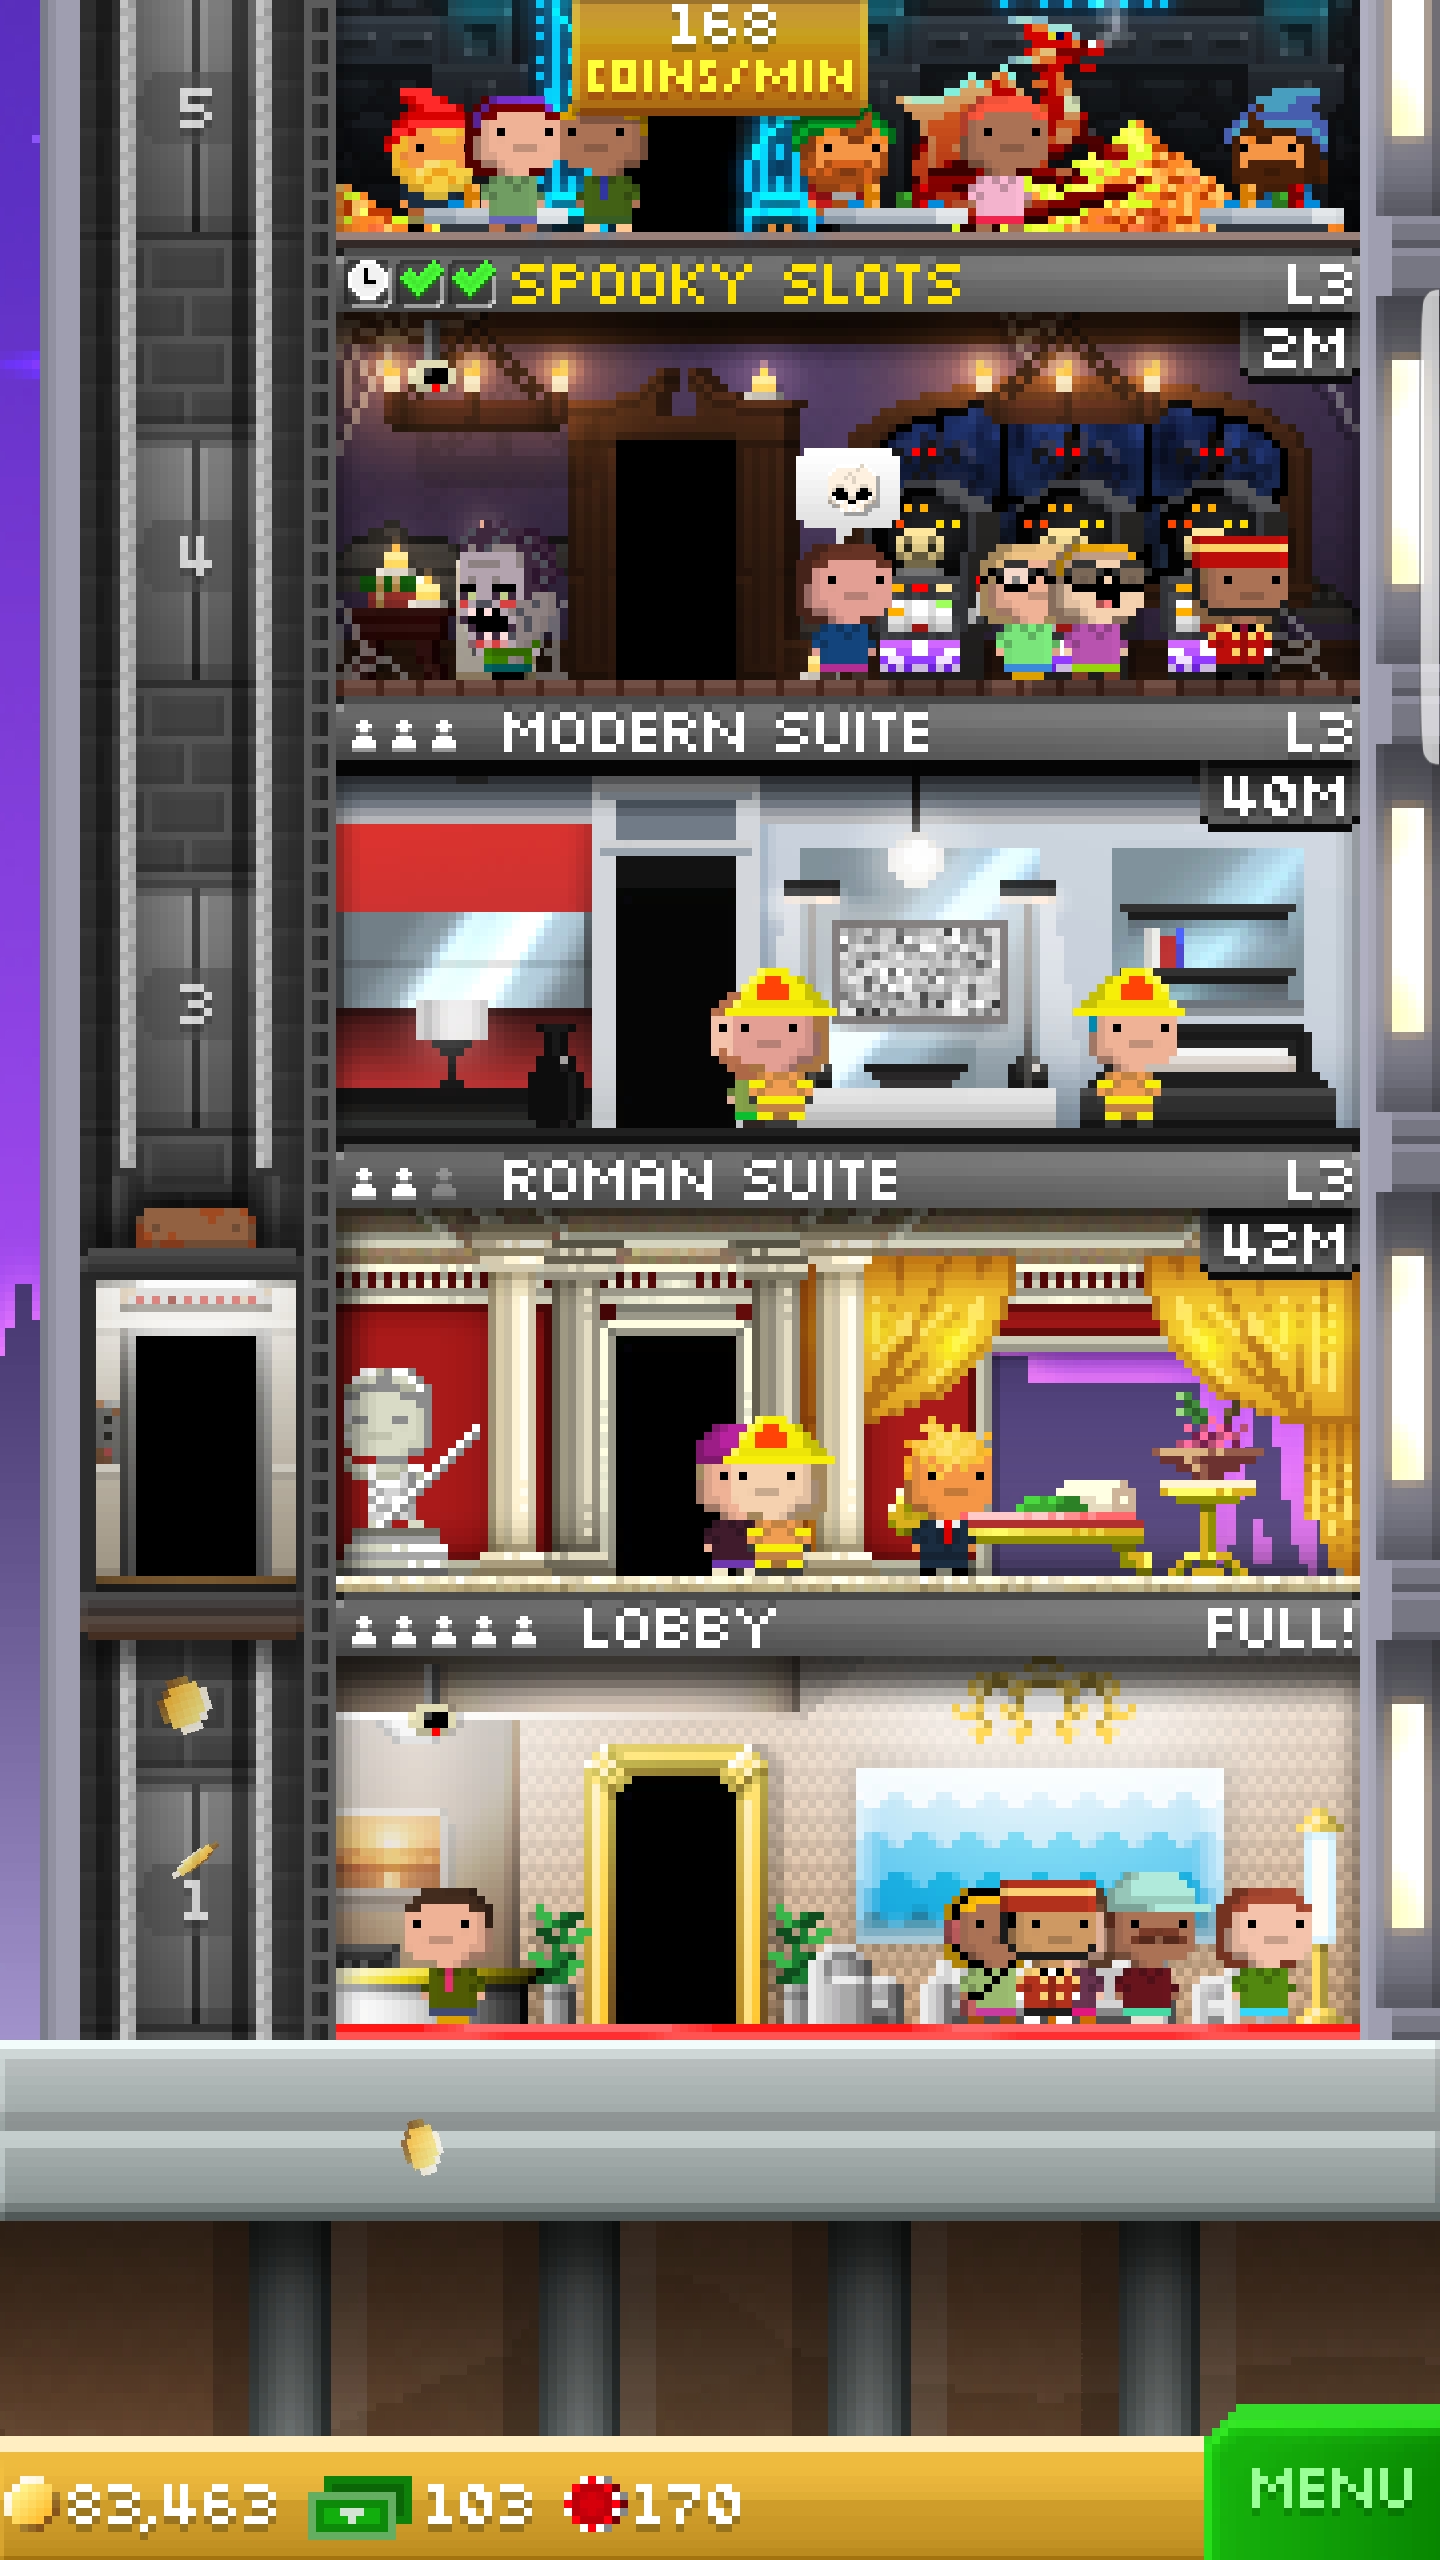 168
COINS/MIN
5
SPOOKY SLOTS L3
2M
4
MODERN SUITE L3
40M
3
ROMAN SUITE L3
42M
LOBBY FULL!
1
83,463 103 170
MENU